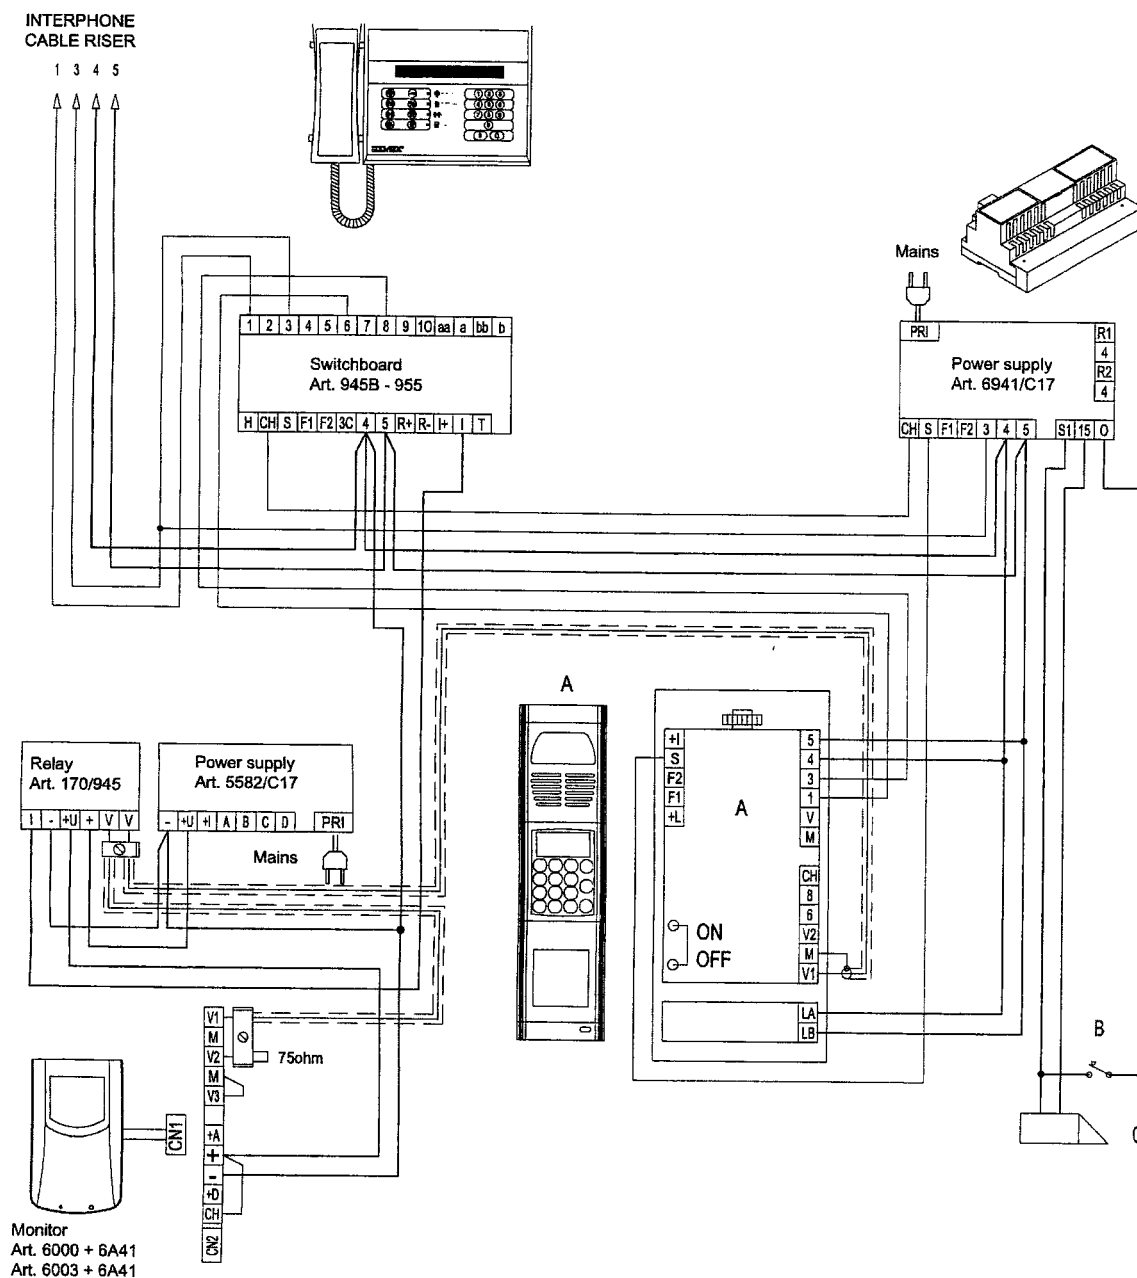 INTERPHONE
CABLE RISER
1 3 4 5
Mains
PRI
R1
4
R2
4
Power supply
Art. 6941/C17
CH S F1 F2 3 4 5 S1 15 O
1 2 3 4 5 6 7 8 9 10 aa a bb b
Switchboard
Art. 945B - 955
H CH S F1 F2 3C 4 5 R+ R- I+ I T
A
Relay
Art. 170/945
I - +U + V V
Power supply
Art. 5582/C17
- +U +I A B C D PRI
Mains
+I
S
F2
F1
+L
A
5
4
3
1
V
M
CH
8
6
V2
M
V1
ON
OFF
LA
LB
B
V1
M
V2
M
V3
+A
+
-
+D
CH
CN2
75ohm
CN1
Monitor
Art. 6000 + 6A41
Art. 6003 + 6A41